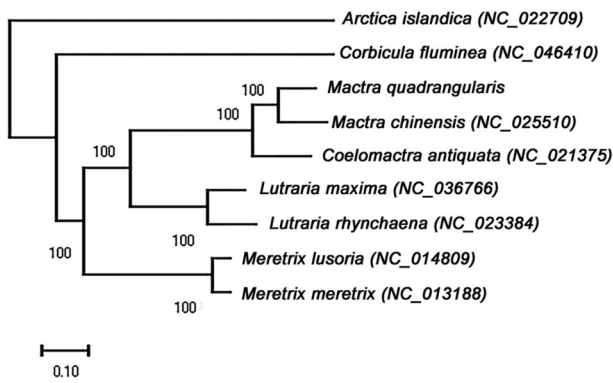 Arctica islandica (NC_022709)
Corbicula fluminea (NC_046410)
100
Mactra quadrangularis
100
Mactra chinensis (NC_025510)
100
Coelomactra antiquata (NC_021375)
Lutraria maxima (NC_036766)
Lutraria rhynchaena (NC_023384)
100
100
Meretrix lusoria (NC_014809)
Meretrix meretrix (NC_013188)
100
0.10